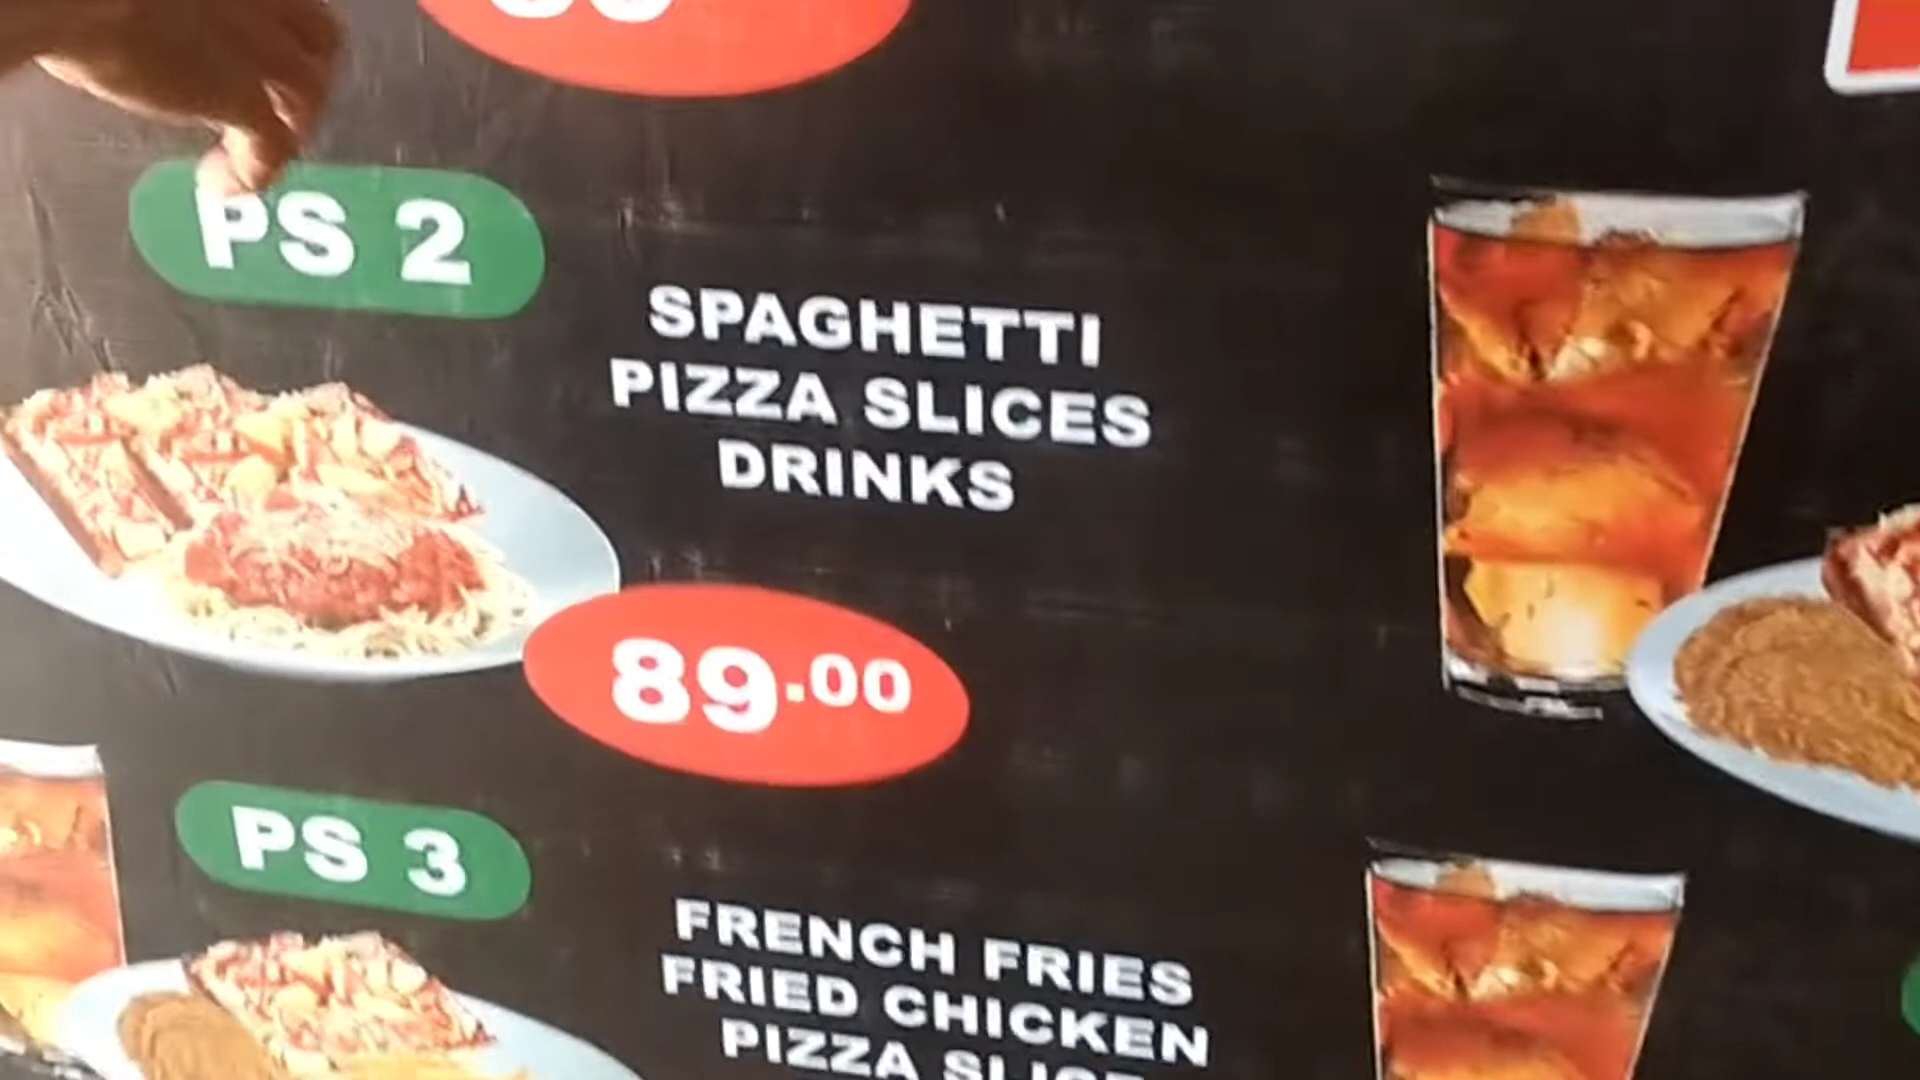 PS 2
SPAGHETTI
PIZZA SLICES
DRINKS
89.00
PS 3
FRENCH FRIES
FRIED CHICKEN
PIZZA SLICE